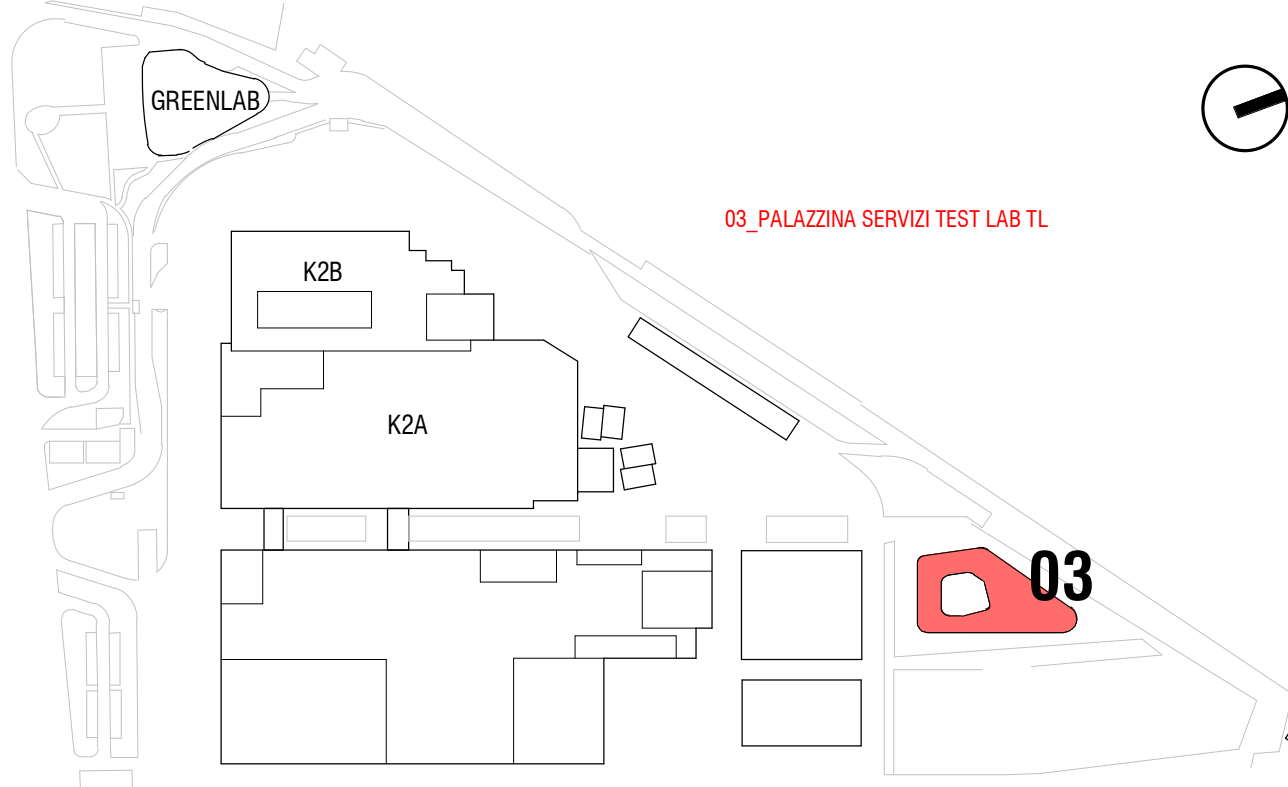 GREENLAB
03_PALAZZINA SERVIZI TEST LAB TL
K2B
K2A
03